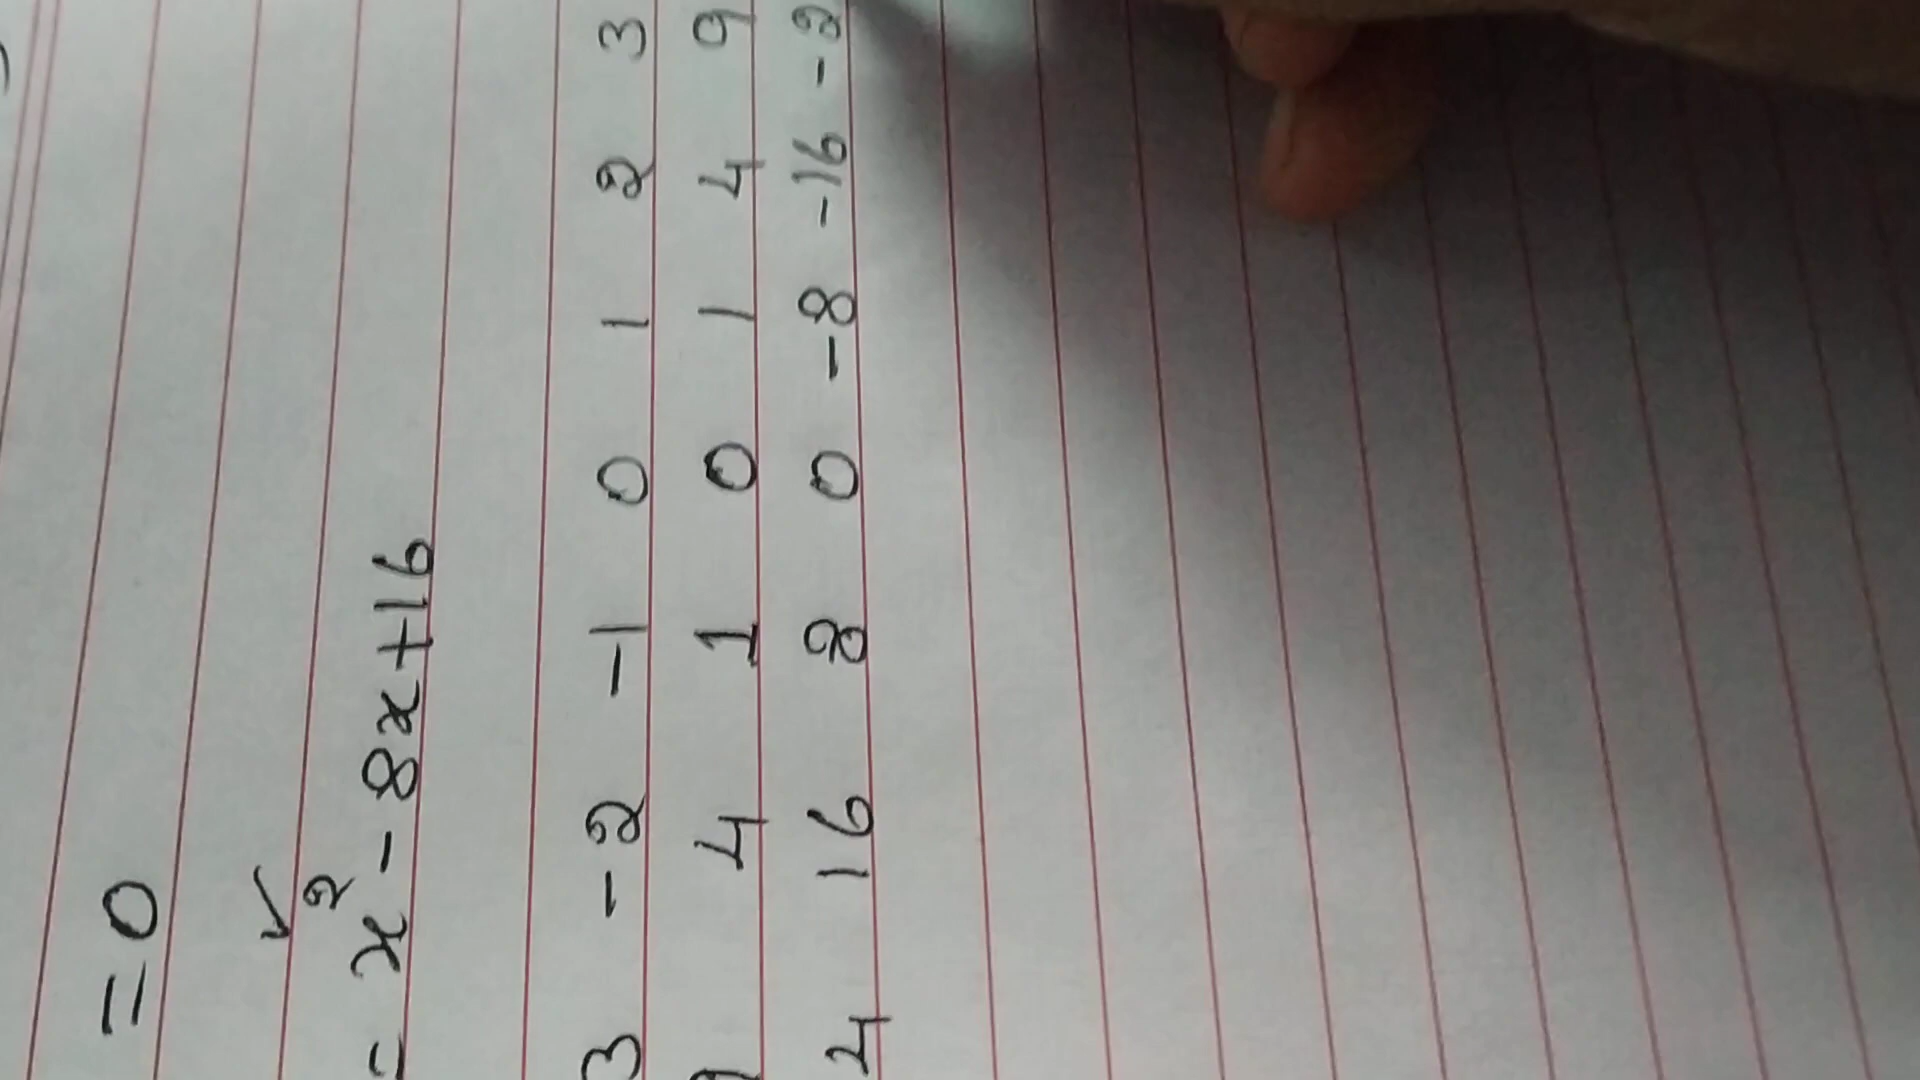 =0
✓
= x² - 8x + 16
3 -2 -1 0 1 2 3
4 1 0 1 4 9
4 16 8 0 -8 -16 -2